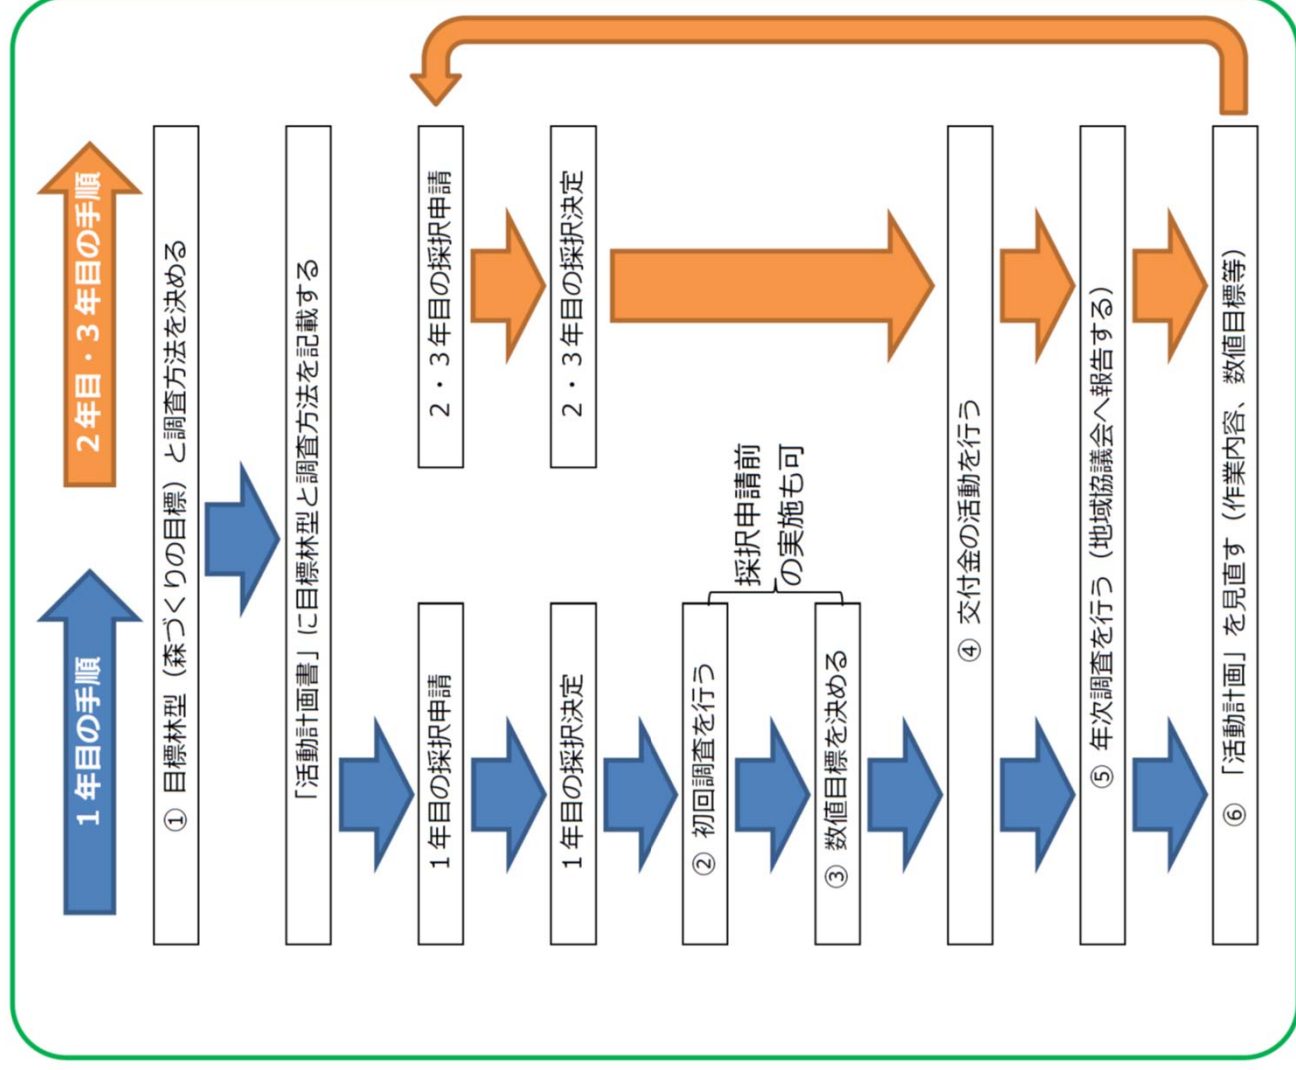 1年目の手順
2年目・3年目の手順
① 目標林型（森づくりの目標）と調査方法を決める
「活動計画書」に目標林型と調査方法を記載する
1年目の採択申請
2・3年目の採択申請
1年目の採択決定
2・3年目の採択決定
② 初回調査を行う
採択申請前
の実施も可
③ 数値目標を決める
④ 交付金の活動を行う
⑤ 年次調査を行う（地域協議会へ報告する）
⑥ 「活動計画」を見直す（作業内容、数値目標等）